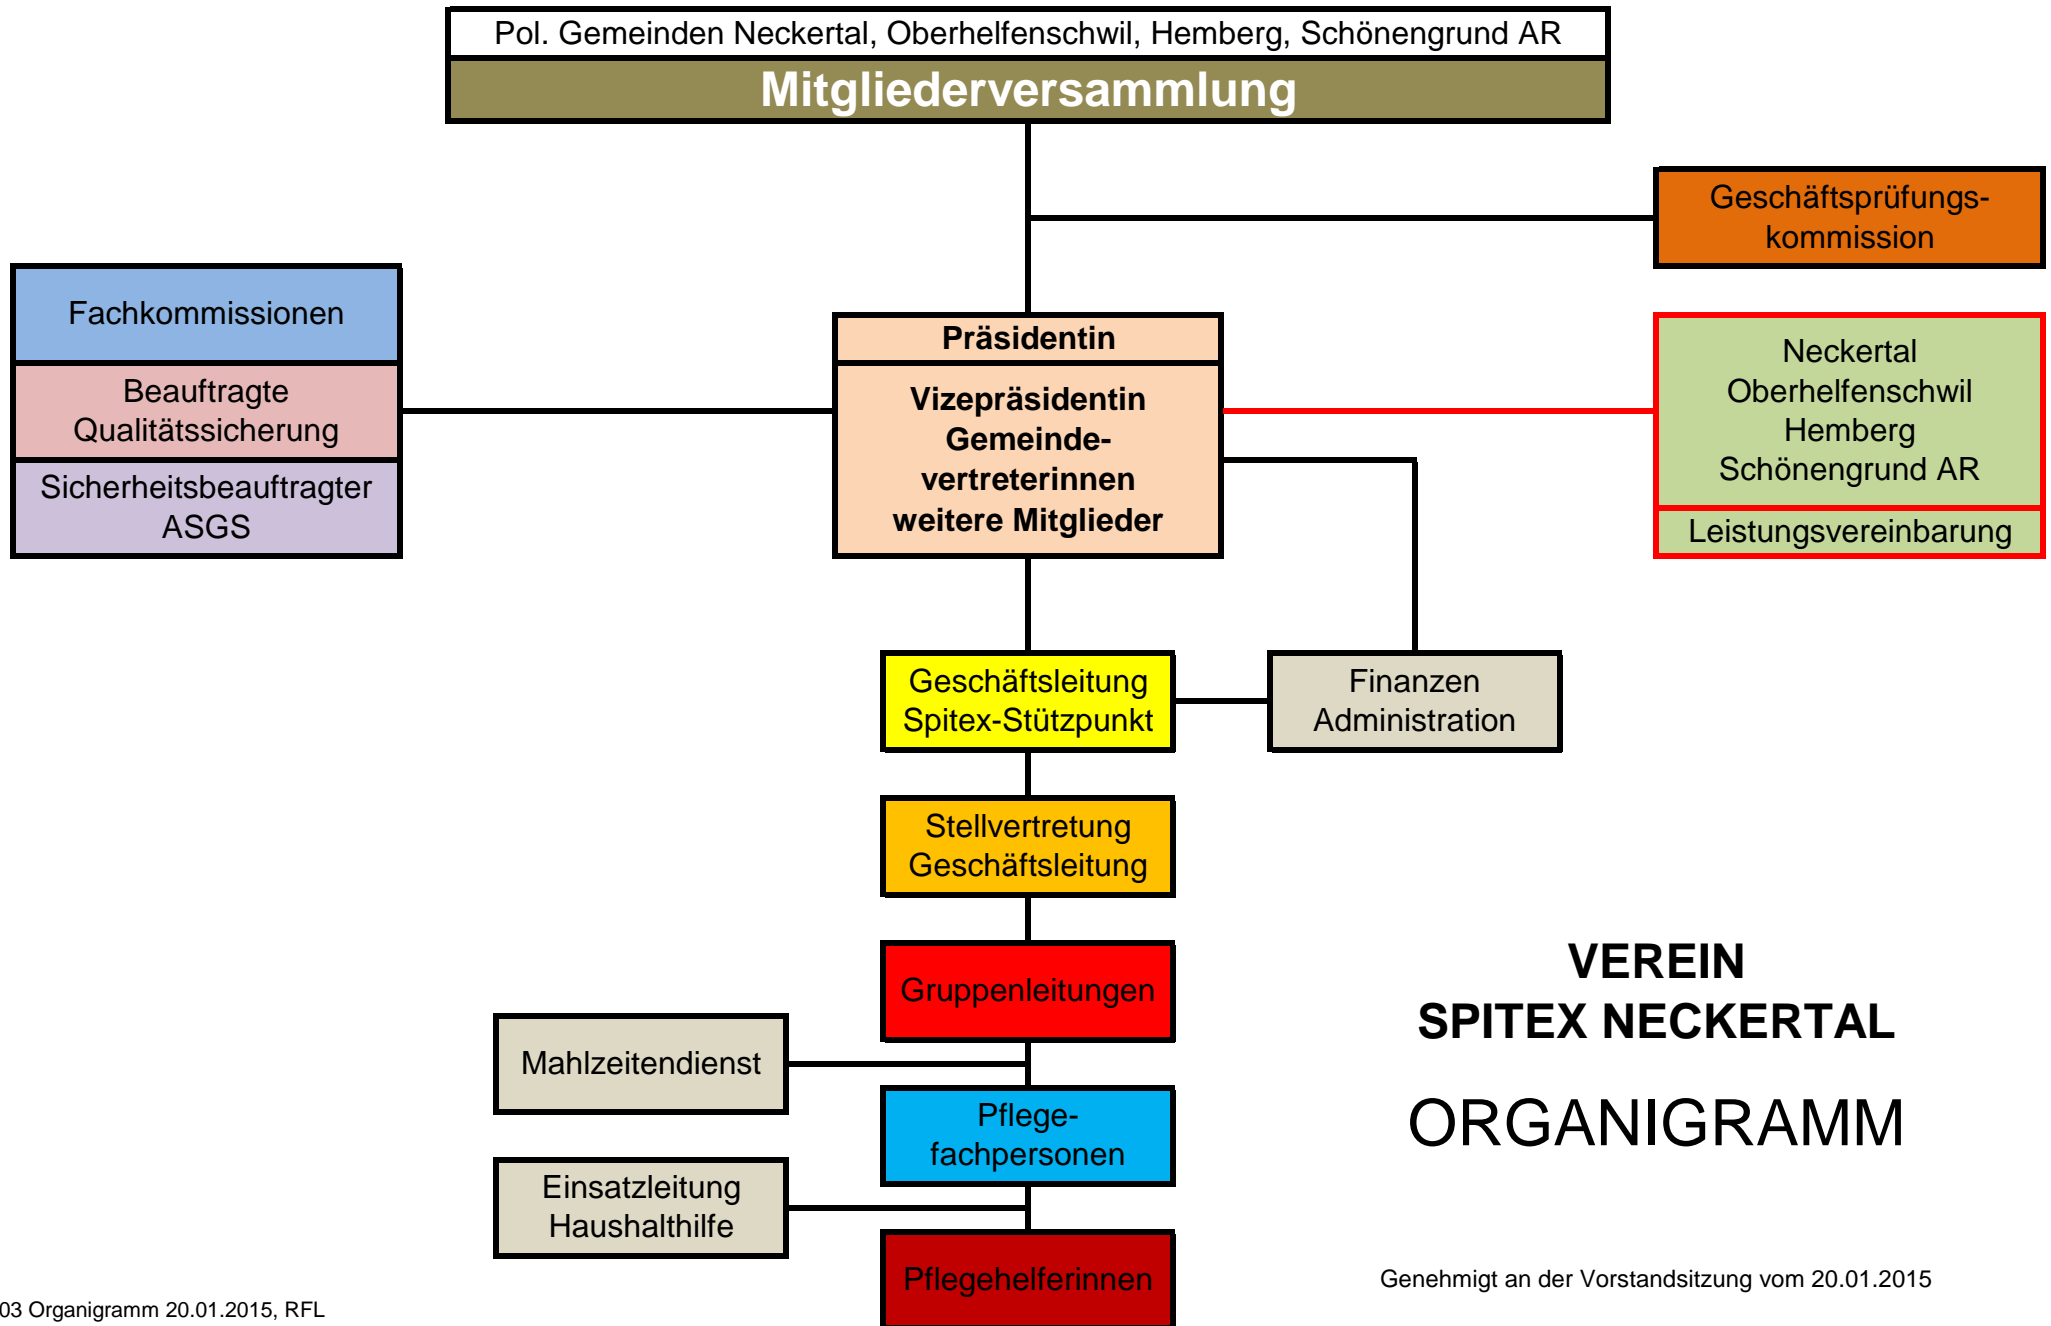 Pol. Gemeinden Neckertal, Oberhelfenschwil, Hemberg, Schönengrund AR
Mitgliederversammlung
Geschäftsprüfungs-
kommission
Fachkommissionen
Beauftragte
Qualitätssicherung
Sicherheitsbeauftragter
ASGS
Präsidentin
Vizepräsidentin
Gemeinde-
vertreterinnen
weitere Mitglieder
Neckertal
Oberhelfenschwil
Hemberg
Schönengrund AR
Leistungsvereinbarung
Geschäftsleitung
Spitex-Stützpunkt
Finanzen
Administration
Stellvertretung
Geschäftsleitung
Gruppenleitungen
Mahlzeitendienst
Pflege-
fachpersonen
Einsatzleitung
Haushalthilfe
Pflegehelferinnen
VEREIN
SPITEX NECKERTAL
ORGANIGRAMM
Genehmigt an der Vorstandsitzung vom 20.01.2015
03 Organigramm 20.01.2015, RFL